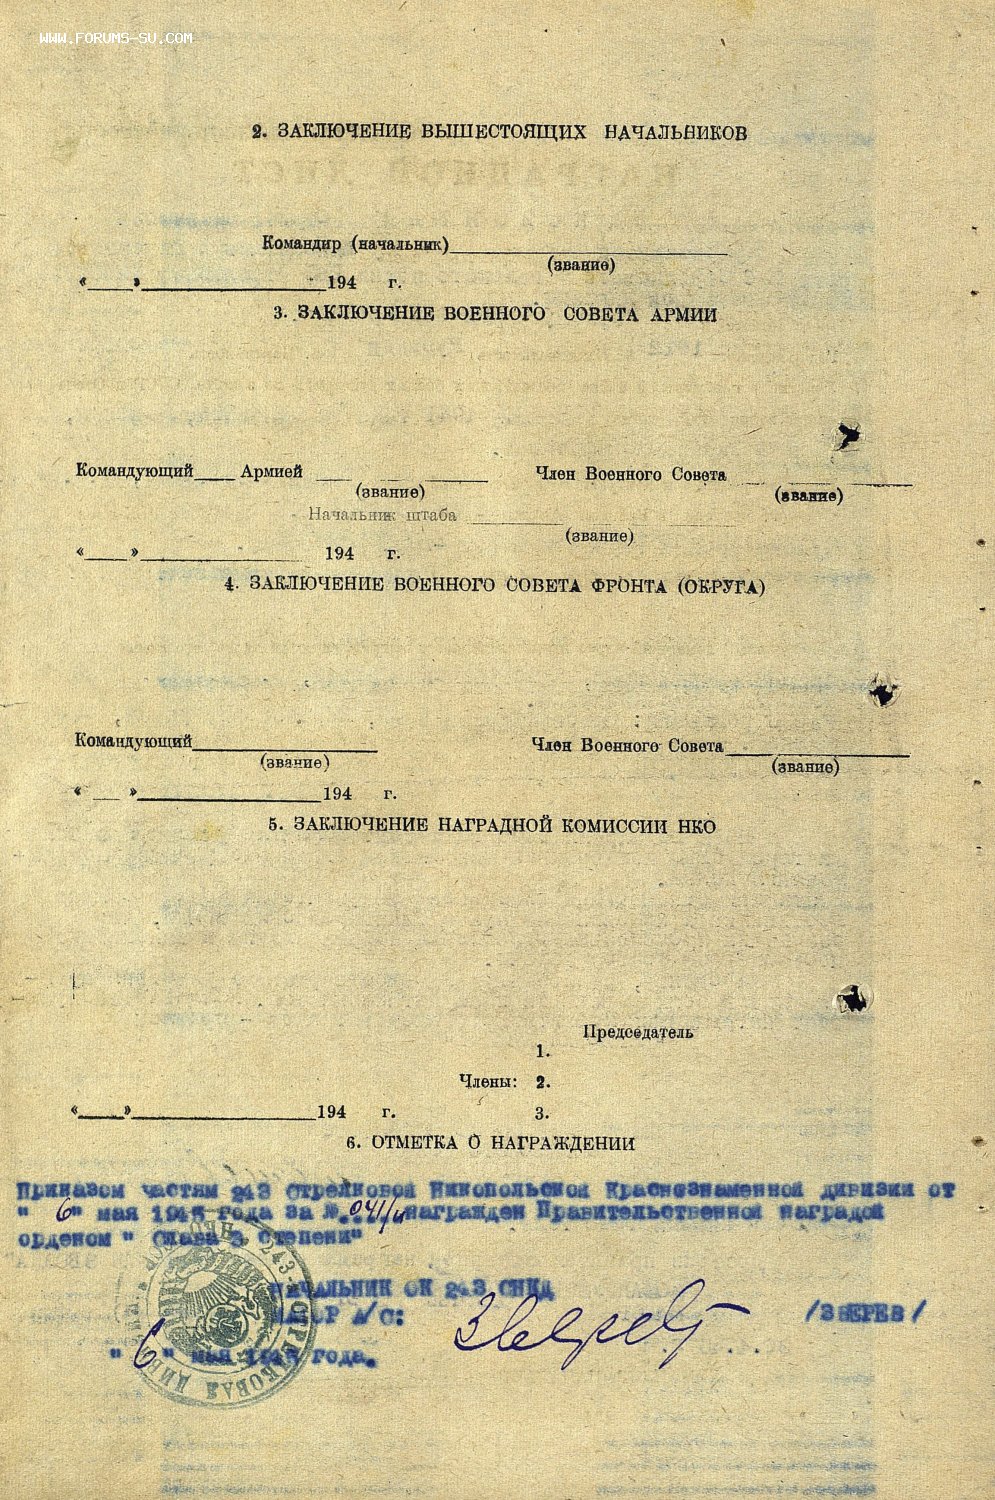 WWW.FORUMS-SU.COM
2. ЗАКЛЮЧЕНИЕ ВЫШЕСТОЯЩИХ НАЧАЛЬНИКОВ
Командир (начальник)
(звание)
« » 194 г.
3. ЗАКЛЮЧЕНИЕ ВОЕННОГО СОВЕТА АРМИИ
Командующий Армией Член Военного Совета
(звание) (звание)
Начальник штаба
(звание)
« » 194 г.
4. ЗАКЛЮЧЕНИЕ ВОЕННОГО СОВЕТА ФРОНТА (ОКРУГА)
Командующий Член Военного Совета
(звание) (звание)
« » 194 г.
5. ЗАКЛЮЧЕНИЕ НАГРАДНОЙ КОМИССИИ НКО
Председатель
1.
Члены: 2.
« » 194 г. 3.
6. ОТМЕТКА О НАГРАЖДЕНИИ
Приказом частям 243 Стрелковой Никопольской Краснознаменной дивизии от
" 6 " мая 1945 года за № награжден Правительственной наградой
орденом " Слава 3 Степени"
НАЧАЛЬНИК ОК 243 СНКД
МАЙОР А/С: Зверев /ЗВЕРЕВ/
" 6 " мая 1945 года.